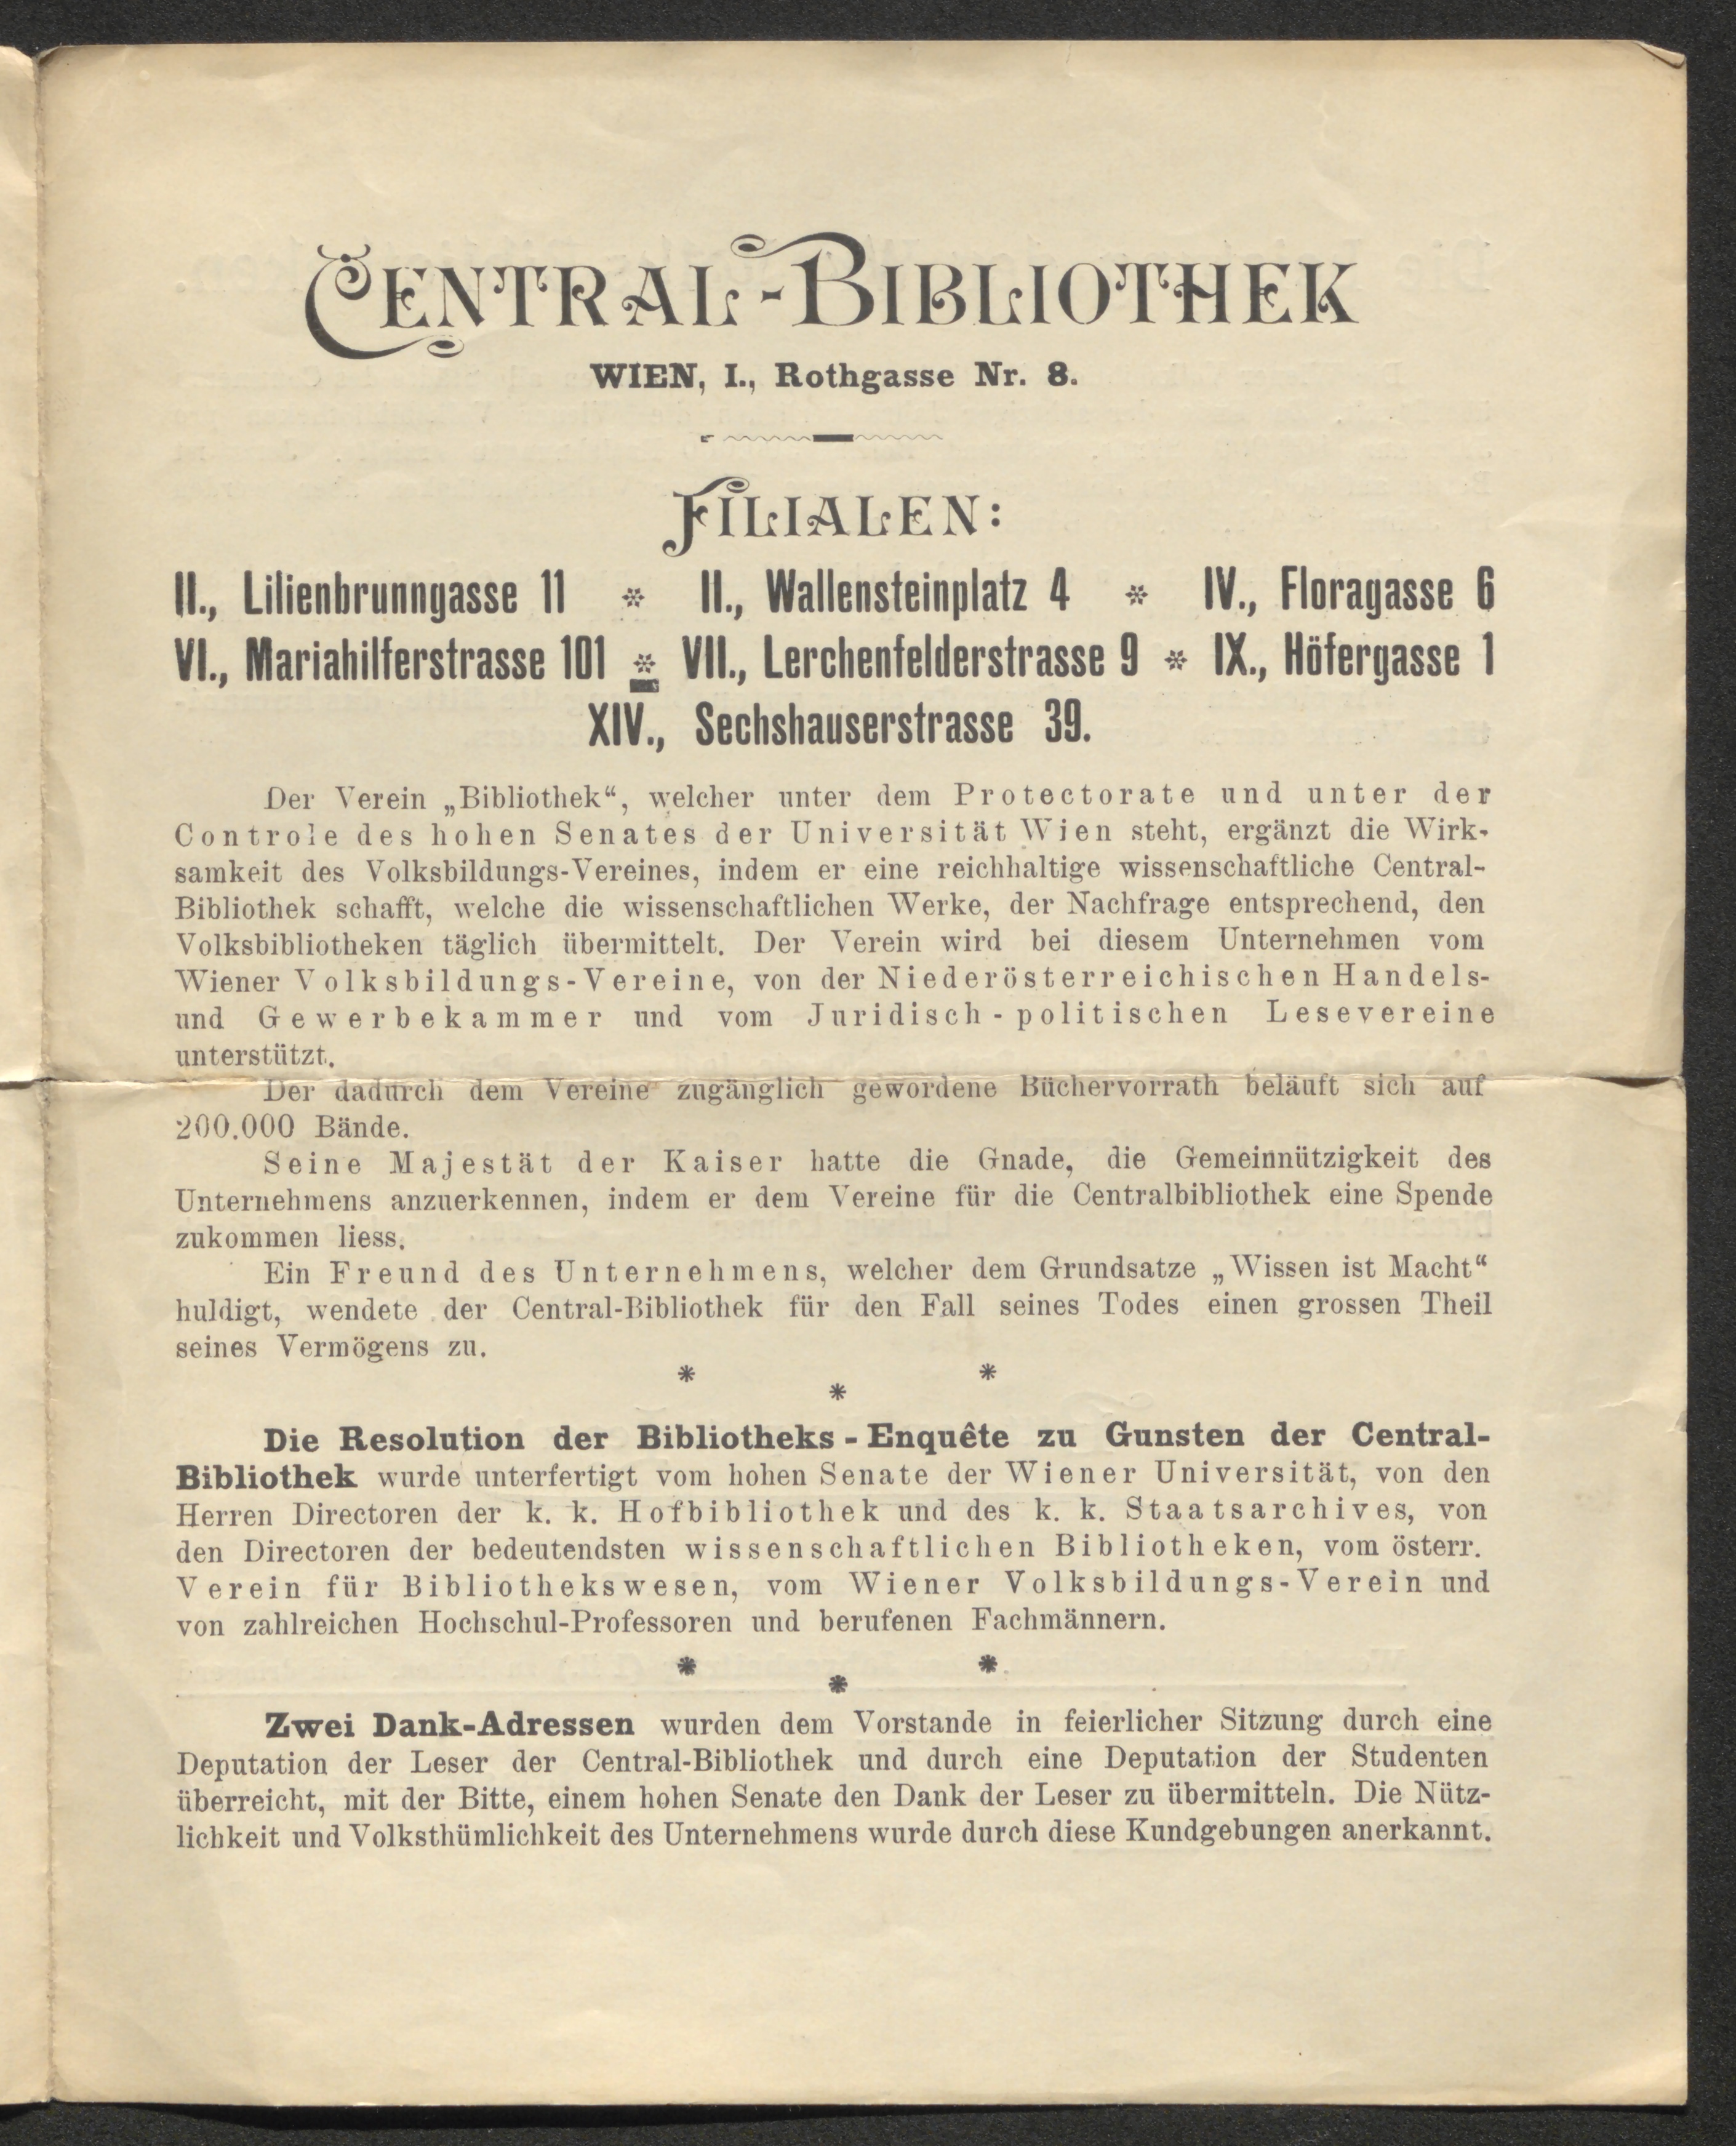 CENTRAL-BIBLIOTHEK
WIEN, I., Rothgasse Nr. 8.
FILIALEN:
II., Lilienbrunngasse 11 * II., Wallensteinplatz 4 * IV., Floragasse 6
VI., Mariahilferstrasse 101 * VII., Lerchenfelderstrasse 9 * IX., Höfergasse 1
XIV., Sechshauserstrasse 39.
Der Verein „Bibliothek“, welcher unter dem Protectorate und unter der
Controle des hohen Senates der Universität Wien steht, ergänzt die Wirk-
samkeit des Volksbildungs-Vereines, indem er eine reichhaltige wissenschaftliche Central-
Bibliothek schafft, welche die wissenschaftlichen Werke, der Nachfrage entsprechend, den
Volksbibliotheken täglich übermittelt. Der Verein wird bei diesem Unternehmen vom
Wiener Volksbildungs-Vereine, von der Niederösterreichischen Handels-
und Gewerbekammer und vom Juridisch-politischen Lesevereine
unterstützt.
Der dadurch dem Vereine zugänglich gewordene Büchervorrath beläuft sich auf
200.000 Bände.
Seine Majestät der Kaiser hatte die Gnade, die Gemeinnützigkeit des
Unternehmens anzuerkennen, indem er dem Vereine für die Centralbibliothek eine Spende
zukommen liess.
Ein Freund des Unternehmens, welcher dem Grundsatze „Wissen ist Macht“
huldigt, wendete der Central-Bibliothek für den Fall seines Todes einen grossen Theil
seines Vermögens zu.
* * *
Die Resolution der Bibliotheks-Enquête zu Gunsten der Central-
Bibliothek wurde unterfertigt vom hohen Senate der Wiener Universität, von den
Herren Directoren der k. k. Hofbibliothek und des k. k. Staatsarchives, von
den Directoren der bedeutendsten wissenschaftlichen Bibliotheken, vom österr.
Verein für Bibliothekswesen, vom Wiener Volksbildungs-Verein und
von zahlreichen Hochschul-Professoren und berufenen Fachmännern.
* * *
Zwei Dank-Adressen wurden dem Vorstande in feierlicher Sitzung durch eine
Deputation der Leser der Central-Bibliothek und durch eine Deputation der Studenten
überreicht, mit der Bitte, einem hohen Senate den Dank der Leser zu übermitteln. Die Nütz-
lichkeit und Volksthümlichkeit des Unternehmens wurde durch diese Kundgebungen anerkannt.